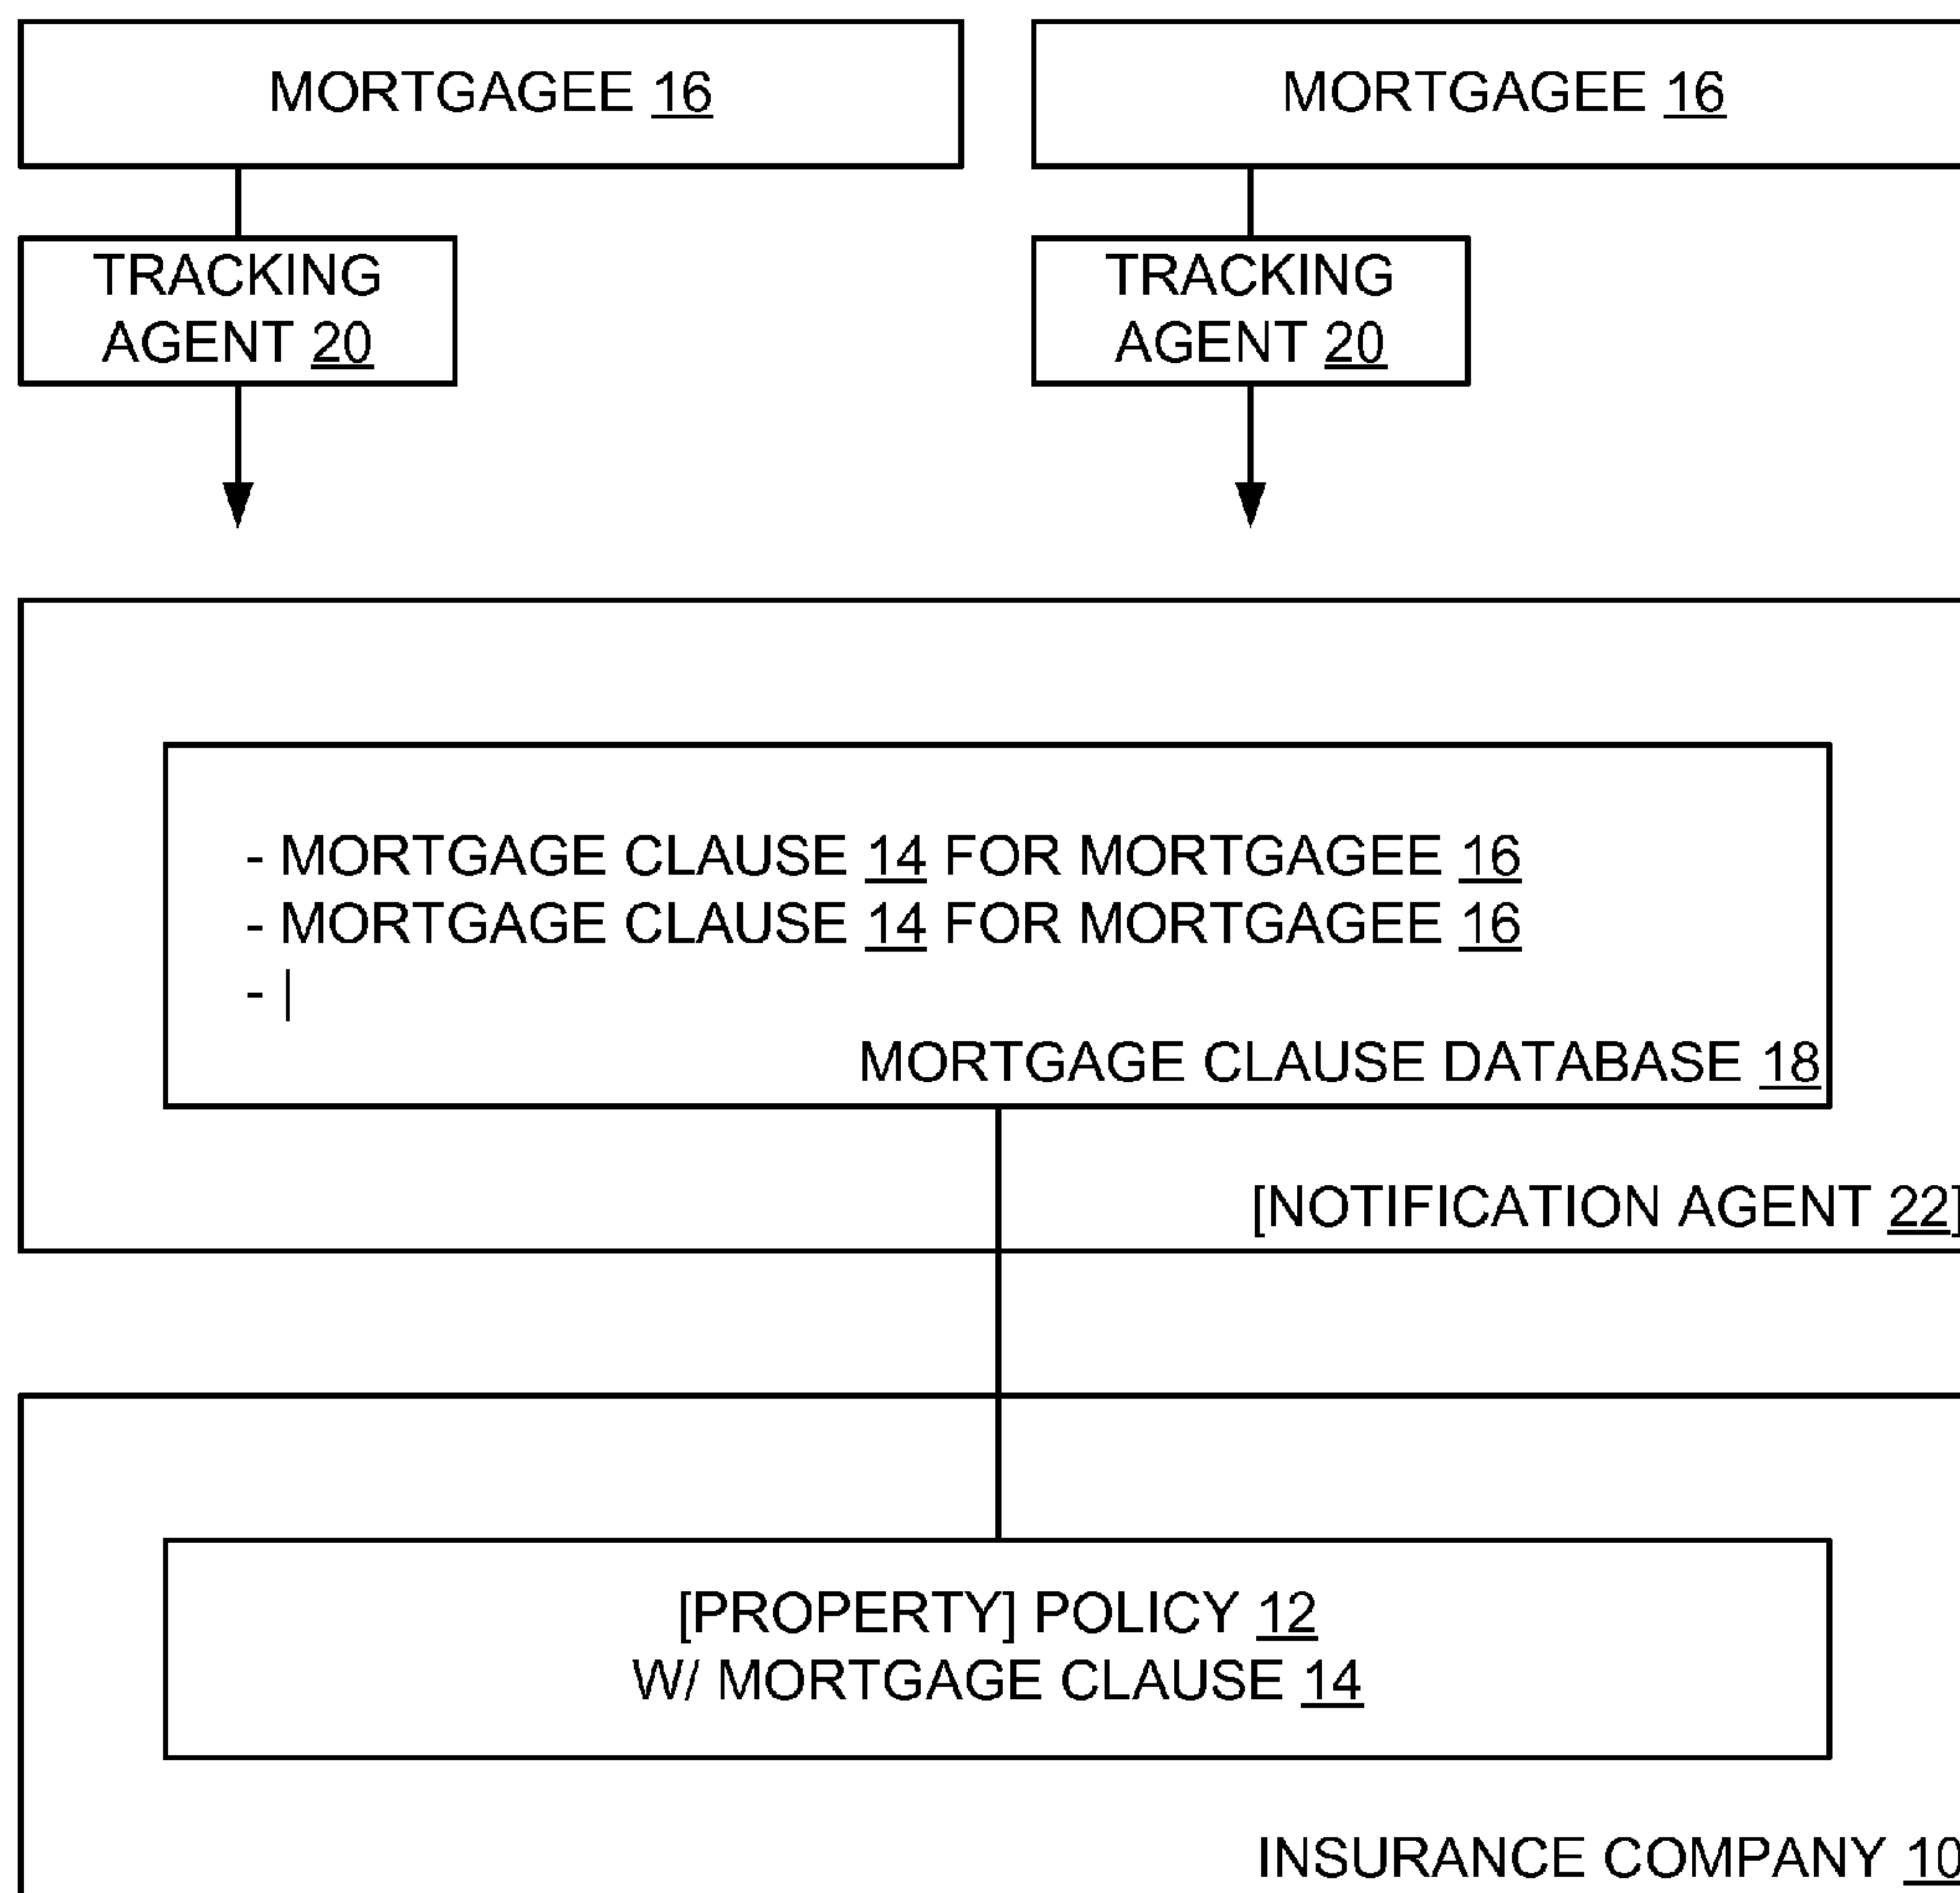 MORTGAGEE 16
MORTGAGEE 16
TRACKING
AGENT 20
TRACKING
AGENT 20
- MORTGAGE CLAUSE 14 FOR MORTGAGEE 16
- MORTGAGE CLAUSE 14 FOR MORTGAGEE 16
- |
MORTGAGE CLAUSE DATABASE 18
[NOTIFICATION AGENT 22]
[PROPERTY] POLICY 12
W/ MORTGAGE CLAUSE 14
INSURANCE COMPANY 10